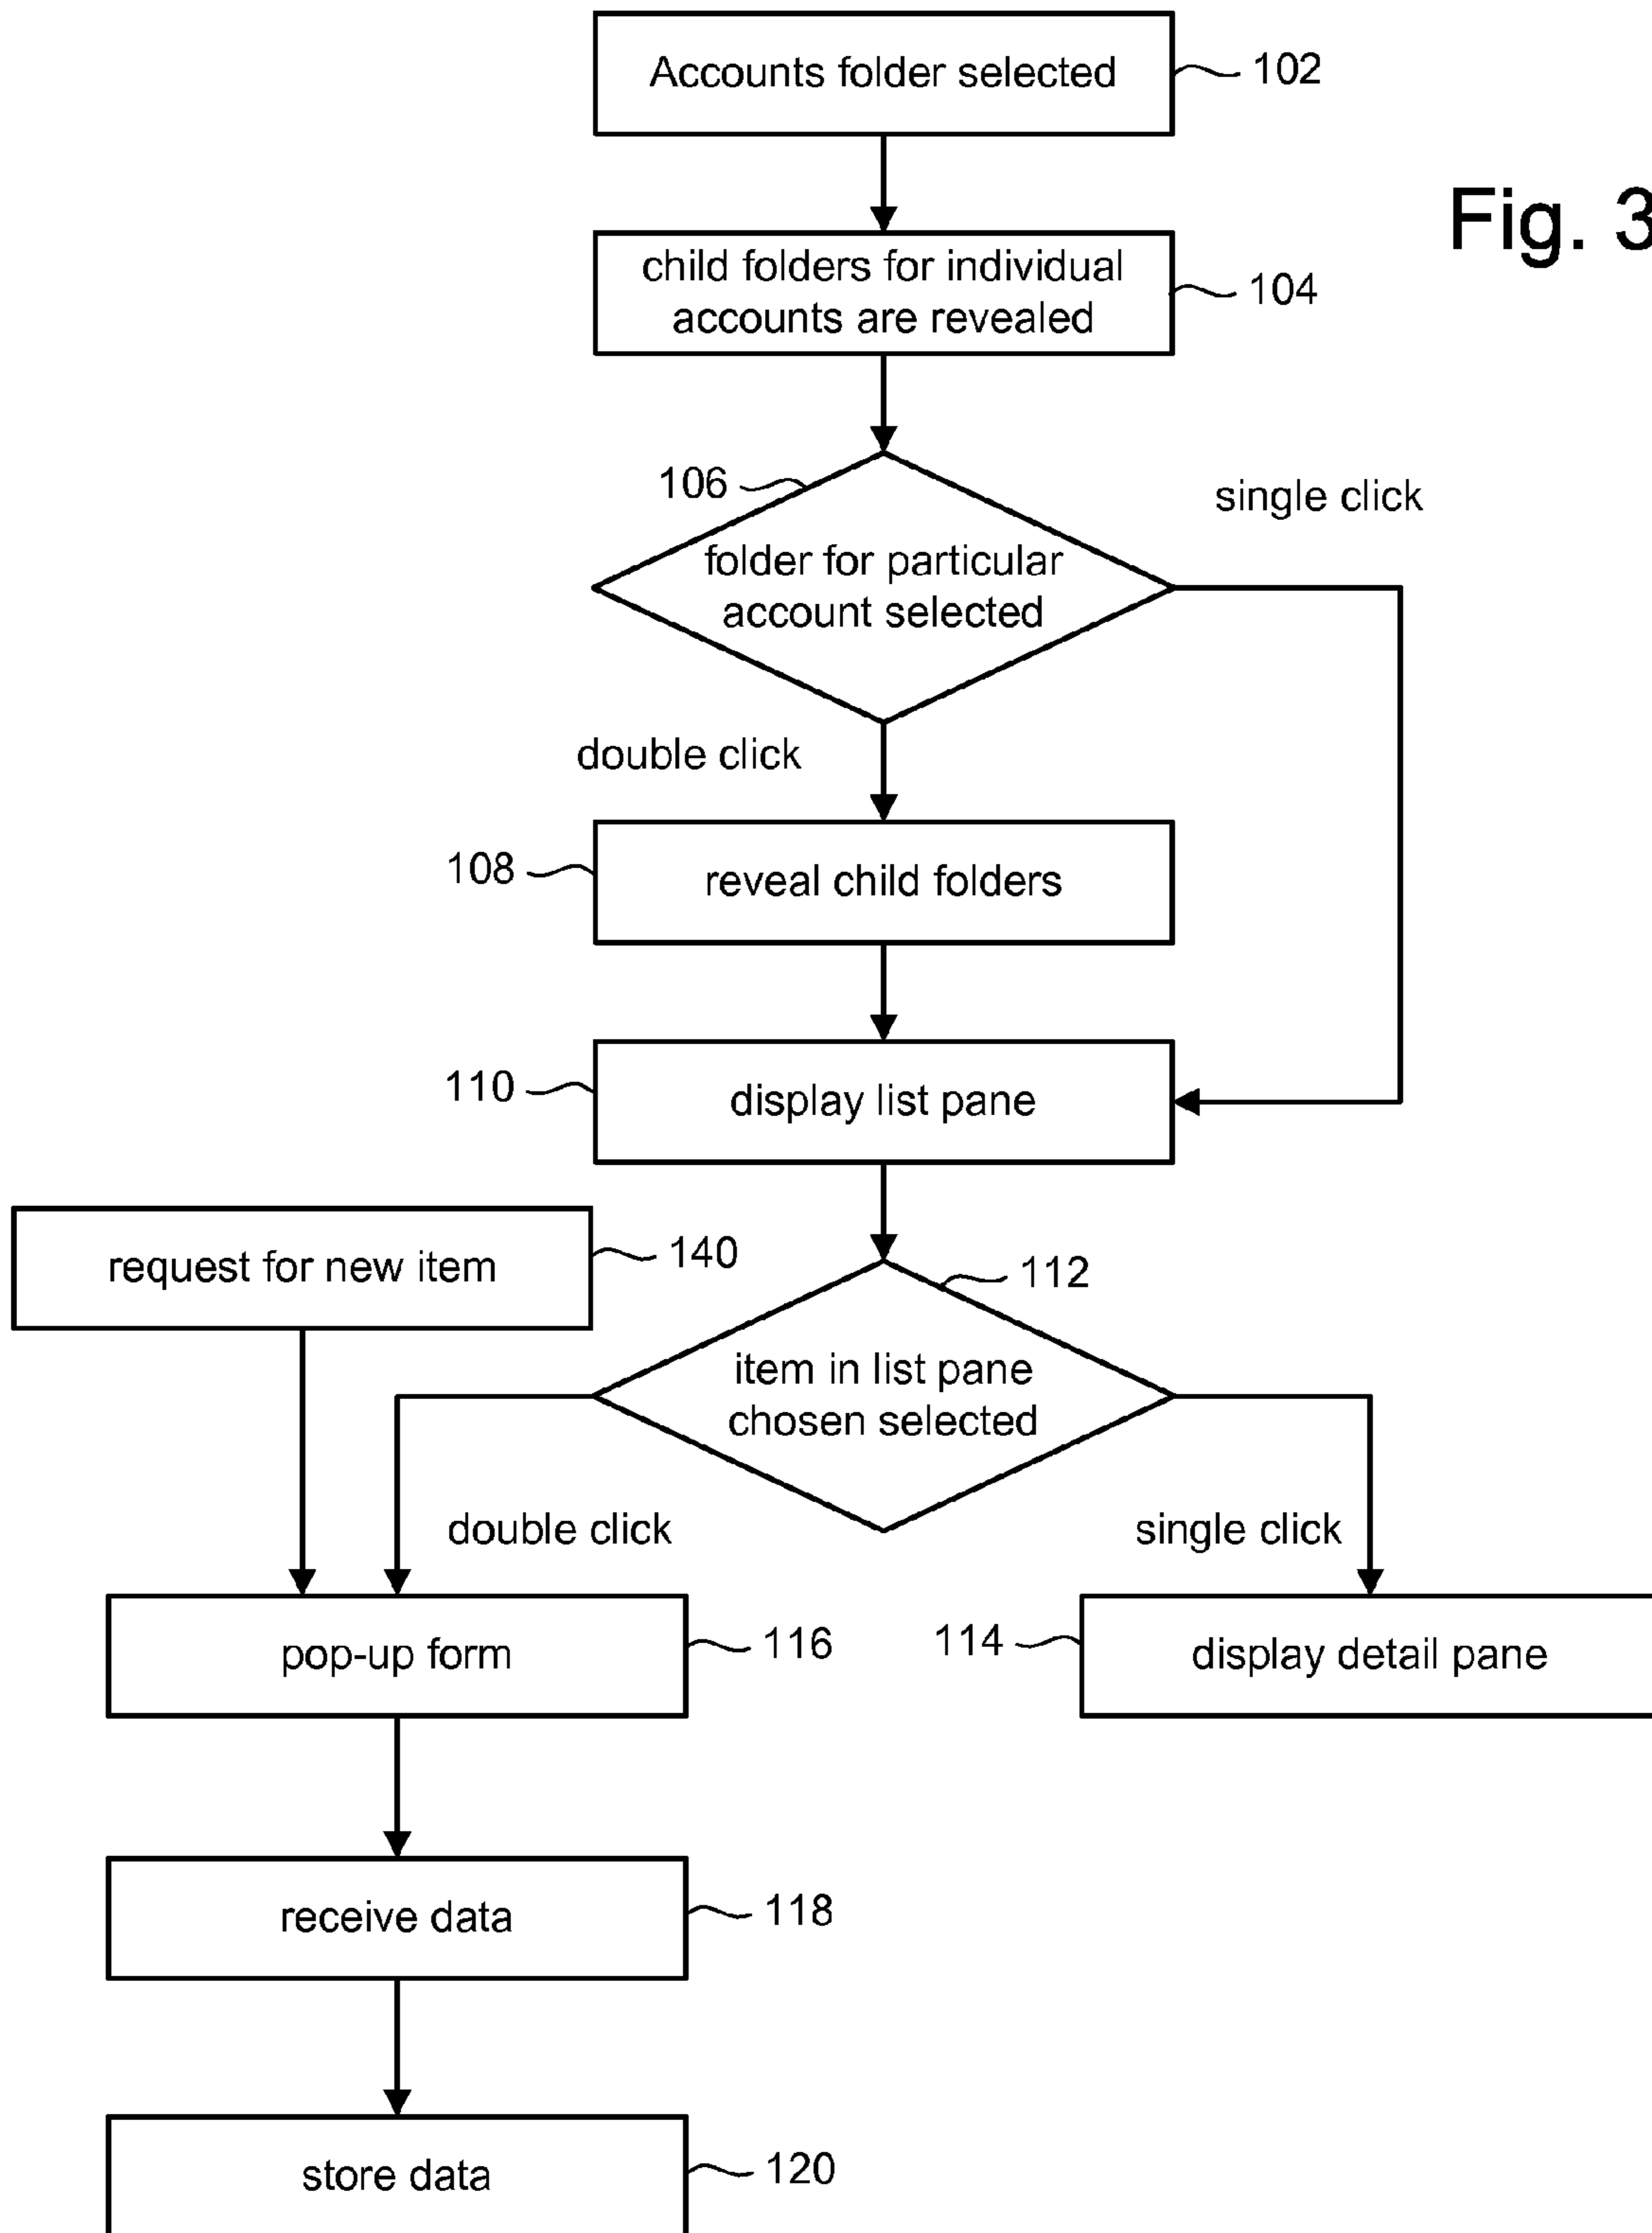 Accounts folder selected
102
Fig. 3
child folders for individual
accounts are revealed
104
106
single click
folder for particular
account selected
double click
108
reveal child folders
110
display list pane
request for new item
140
112
item in list pane
chosen selected
double click
single click
pop-up form
116
114
display detail pane
receive data
118
store data
120